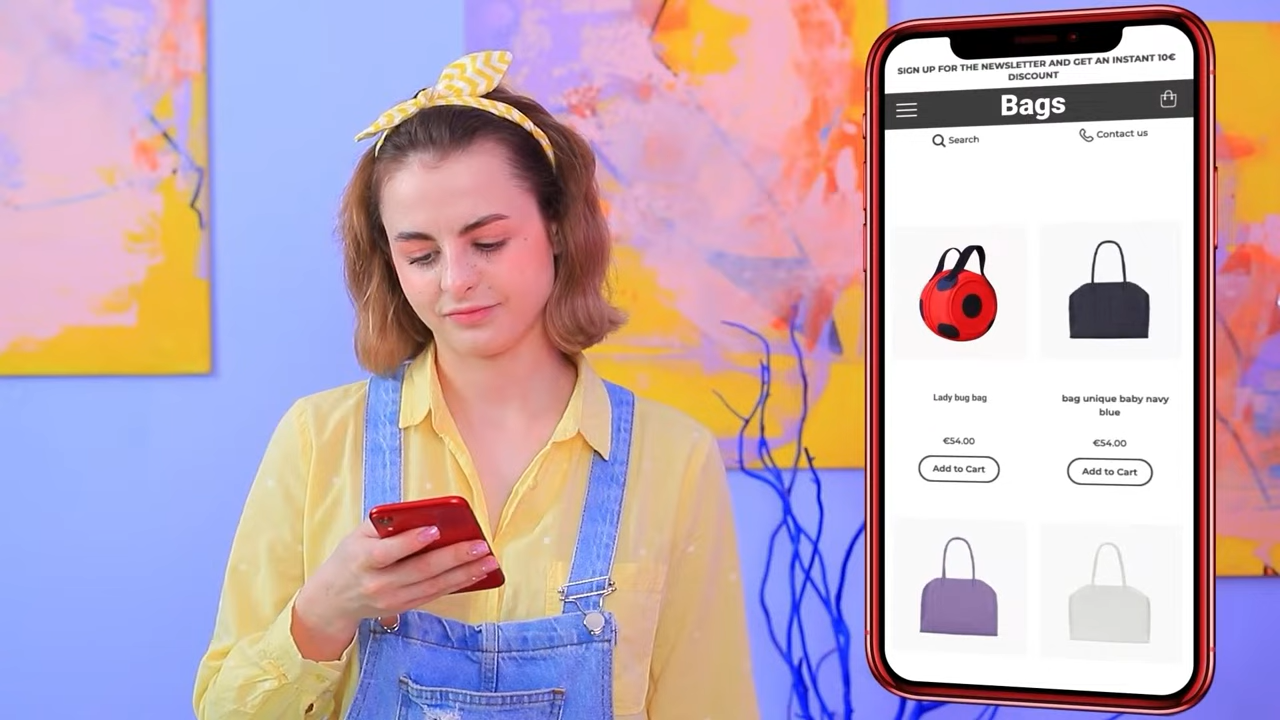 SIGN UP FOR THE NEWSLETTER AND GET AN INSTANT 10€
DISCOUNT
Bags
Search
Contact us
Lady bug bag
bag unique baby navy
blue
€54.00
€54.00
Add to Cart
Add to Cart